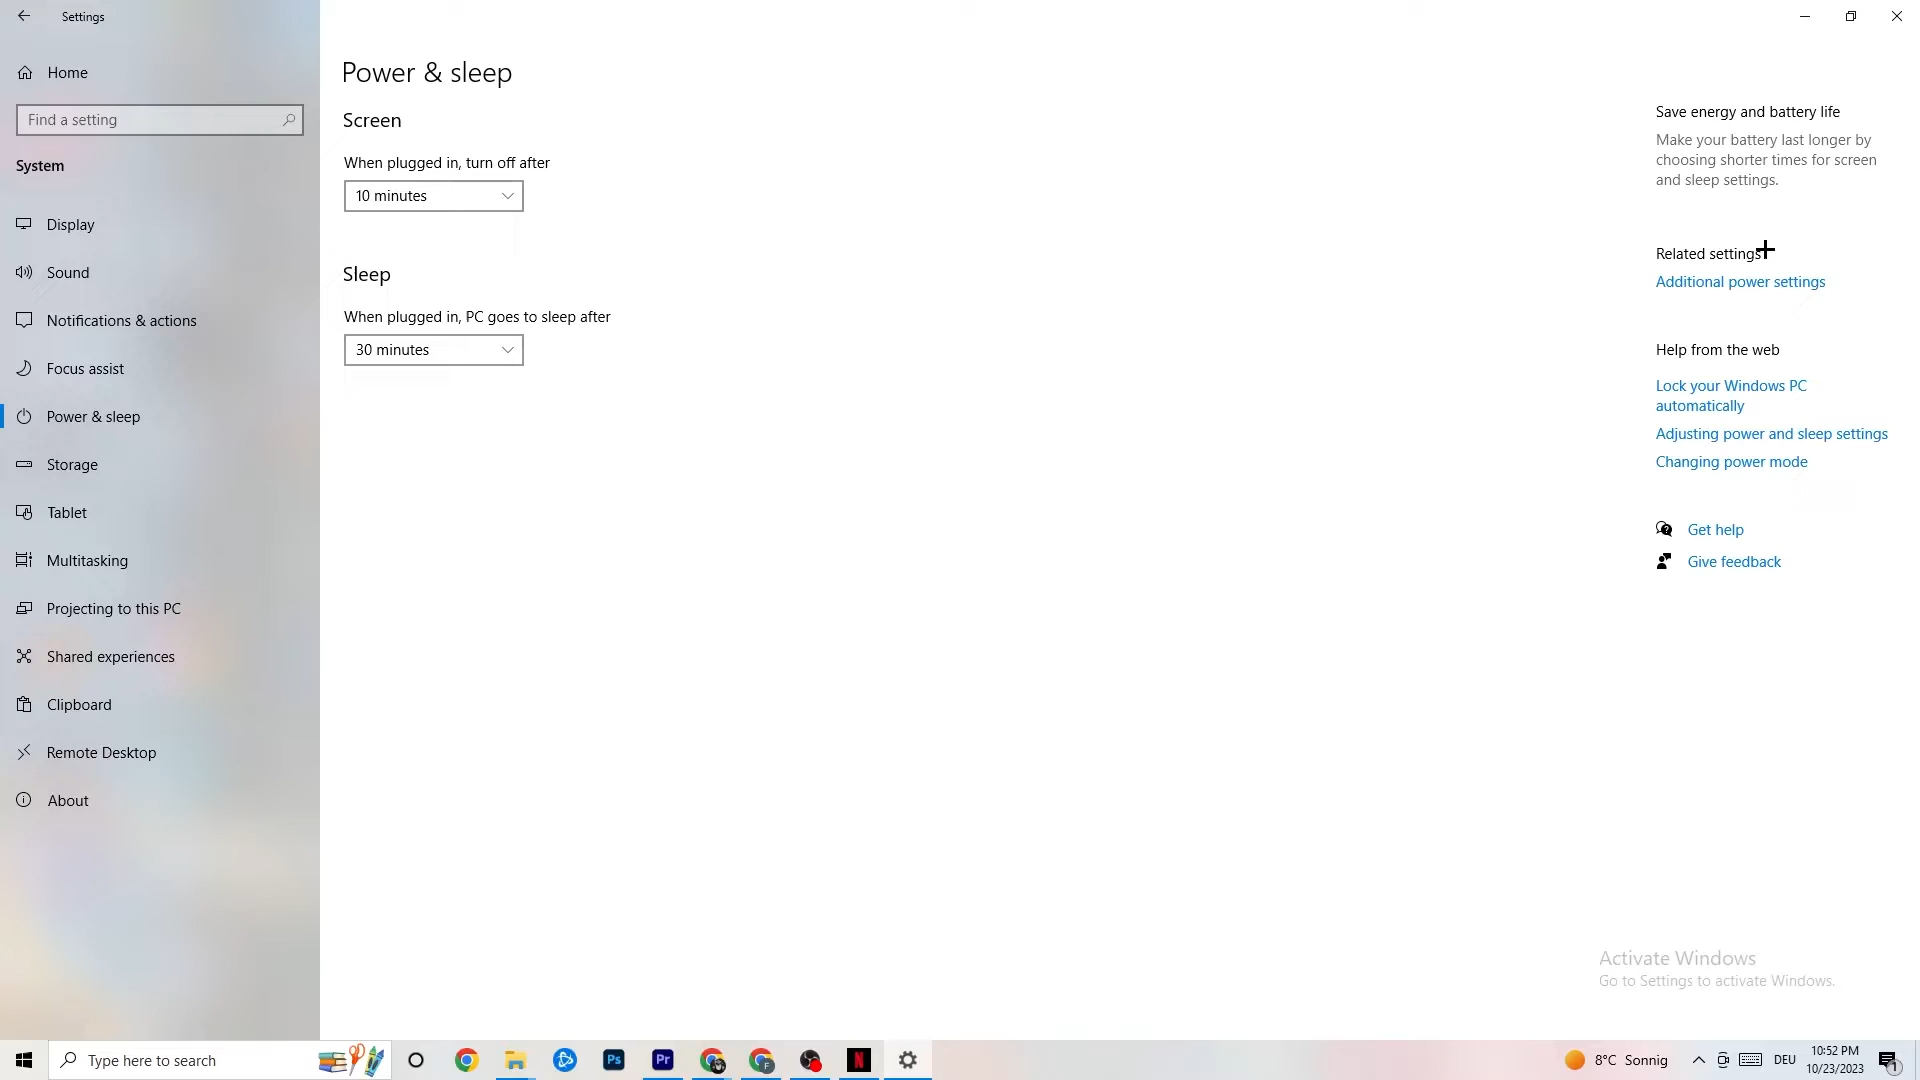 Settings
Home
Find a setting
System
Display
Sound
Notifications & actions
Focus assist
Power & sleep
Storage
Tablet
Multitasking
Projecting to this PC
Shared experiences
Clipboard
Remote Desktop
About
Power & sleep
Screen
When plugged in, turn off after
10 minutes
Sleep
When plugged in, PC goes to sleep after
30 minutes
Save energy and battery life
Make your battery last longer by
choosing shorter times for screen
and sleep settings.
Related settings
Additional power settings
Help from the web
Lock your Windows PC
automatically
Adjusting power and sleep settings
Changing power mode
Get help
Give feedback
Activate Windows
Go to Settings to activate Windows.
Type here to search
Ps
Pr
F
N
8°C Sonnig
DEU
10:52 PM
10/23/2023
1